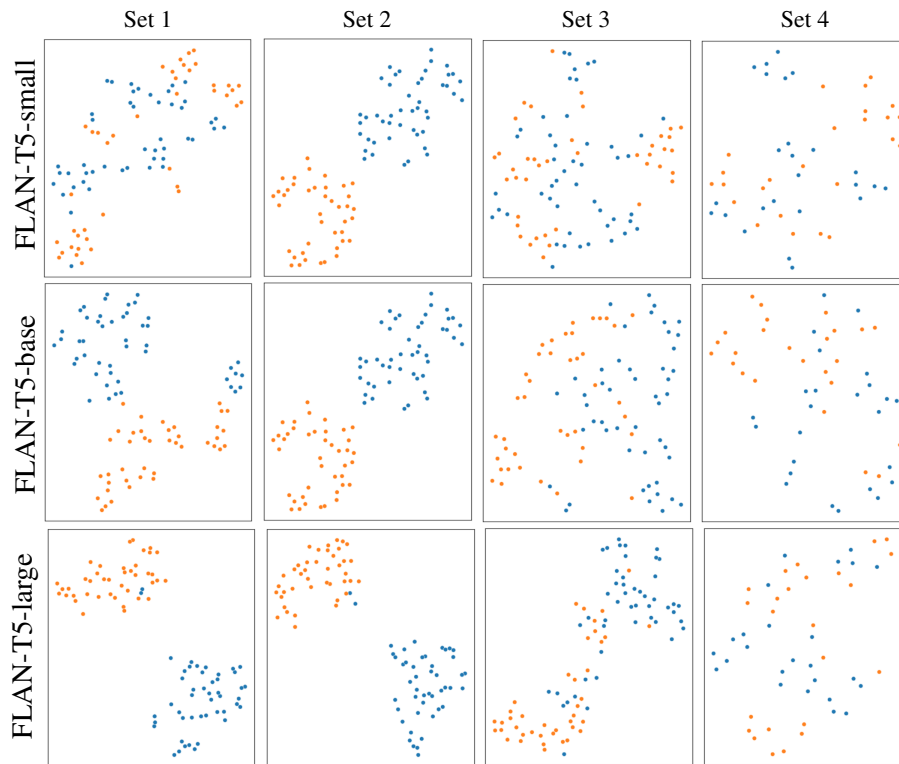 Set 1
Set 2
Set 3
Set 4
FLAN-T5-small
FLAN-T5-base
FLAN-T5-large